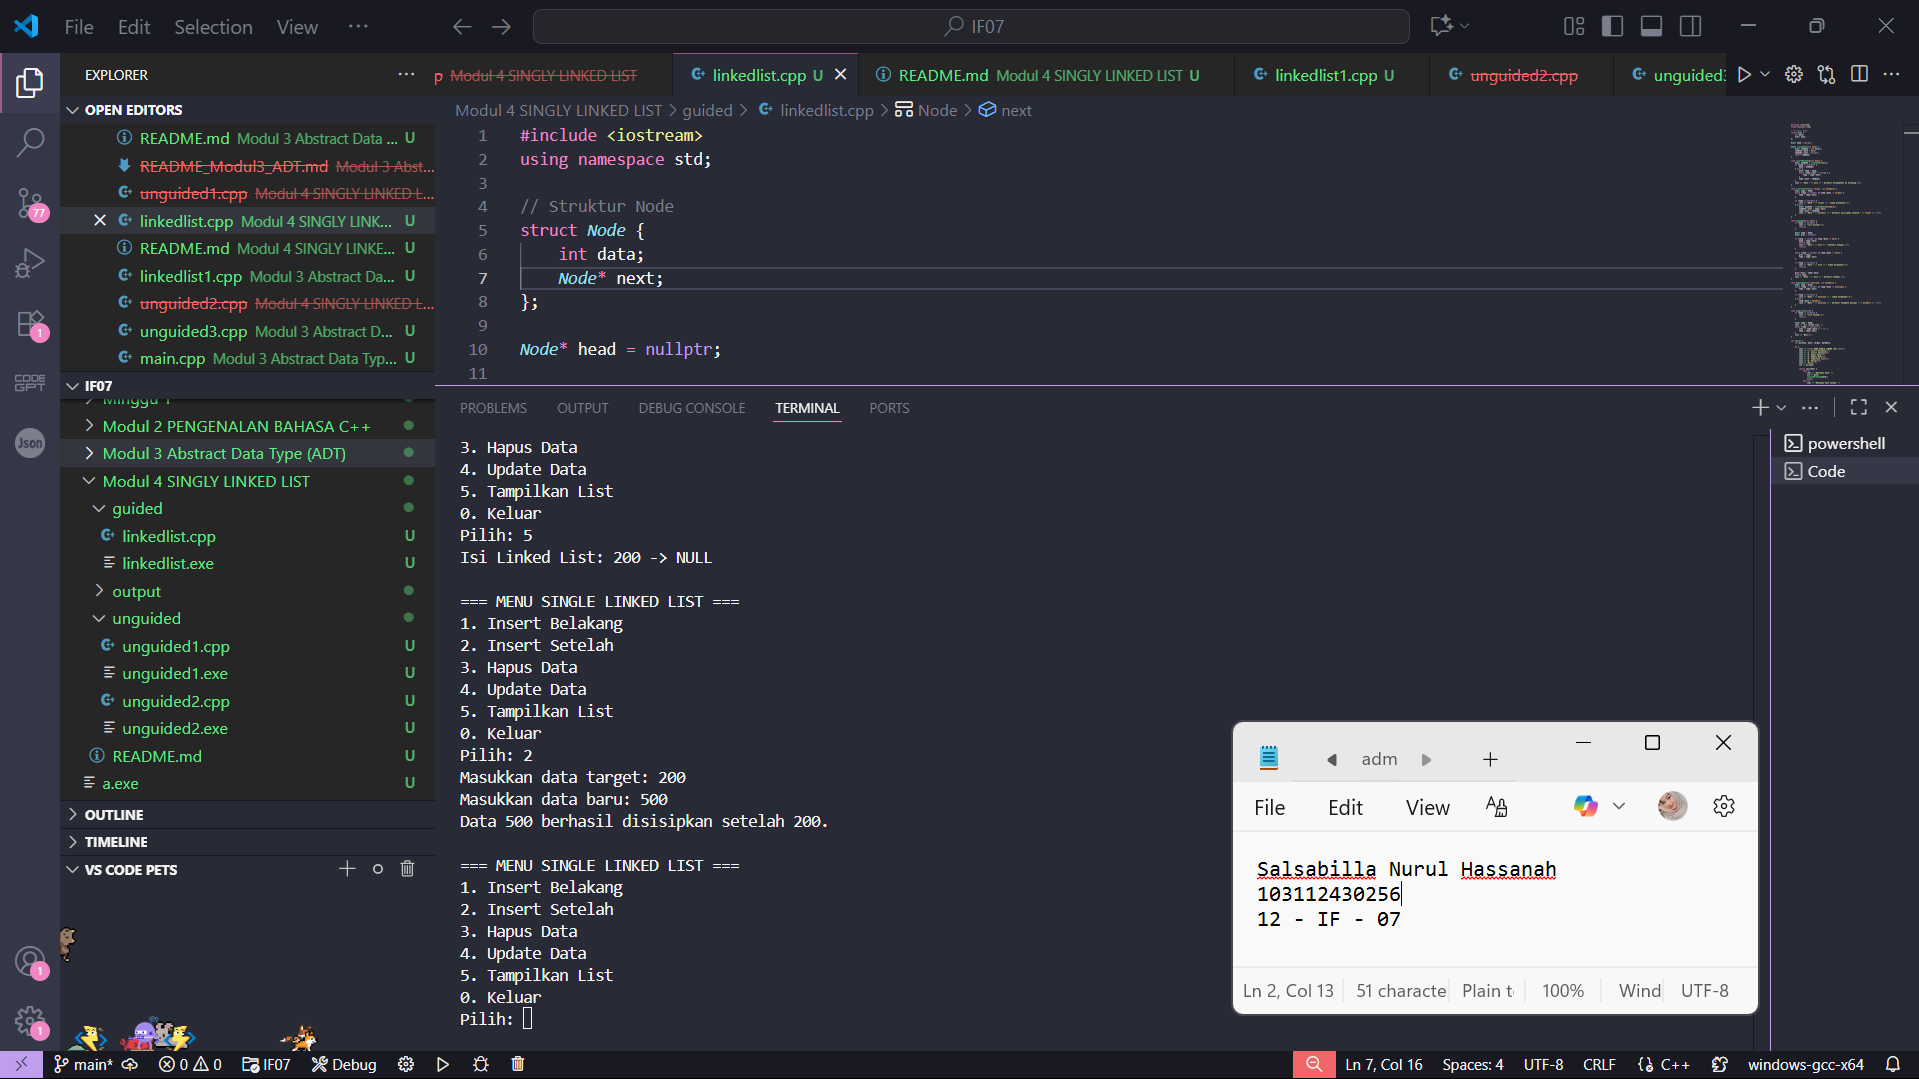 File Edit Selection View ···
IF07
EXPLORER
p Modul 4 SINGLY LINKED LIST
linkedlist.cpp U
README.md Modul 4 SINGLY LINKED LIST U
linkedlist1.cpp U
unguided2.cpp
unguided3
OPEN EDITORS
README.md Modul 3 Abstract Data ... U
README_Modul3_ADT.md Modul 3 Abst...
unguided1.cpp Modul 4 SINGLY LINKED L...
linkedlist.cpp Modul 4 SINGLY LINK... U
README.md Modul 4 SINGLY LINKE... U
linkedlist1.cpp Modul 3 Abstract Da... U
unguided2.cpp Modul 4 SINGLY LINKED L...
unguided3.cpp Modul 3 Abstract D... U
main.cpp Modul 3 Abstract Data Typ... U
IF07
Minggu 1
Modul 2 PENGENALAN BAHASA C++
Modul 3 Abstract Data Type (ADT)
Modul 4 SINGLY LINKED LIST
guided
linkedlist.cpp U
linkedlist.exe U
output
unguided
unguided1.cpp U
unguided1.exe U
unguided2.cpp U
unguided2.exe U
README.md U
a.exe U
OUTLINE
TIMELINE
VS CODE PETS
77
1
CODE GPT
Json
1
1
Modul 4 SINGLY LINKED LIST > guided > linkedlist.cpp > Node > next
1 #include <iostream>
2 using namespace std;
3
4 // Struktur Node
5 struct Node {
6 int data;
7 Node* next;
8 };
9
10 Node* head = nullptr;
11
PROBLEMS OUTPUT DEBUG CONSOLE TERMINAL PORTS
powershell
Code
3. Hapus Data
4. Update Data
5. Tampilkan List
0. Keluar
Pilih: 5
Isi Linked List: 200 -> NULL
=== MENU SINGLE LINKED LIST ===
1. Insert Belakang
2. Insert Setelah
3. Hapus Data
4. Update Data
5. Tampilkan List
0. Keluar
Pilih: 2
Masukkan data target: 200
Masukkan data baru: 500
Data 500 berhasil disisipkan setelah 200.
=== MENU SINGLE LINKED LIST ===
1. Insert Belakang
2. Insert Setelah
3. Hapus Data
4. Update Data
5. Tampilkan List
0. Keluar
Pilih:
adm
File Edit View
Salsabilla Nurul Hassanah
103112430256
12 - IF - 07
Ln 2, Col 13 51 characte Plain t 100% Wind UTF-8
main* 0 0 IF07 Debug
Ln 7, Col 16 Spaces: 4 UTF-8 CRLF {} C++ windows-gcc-x64